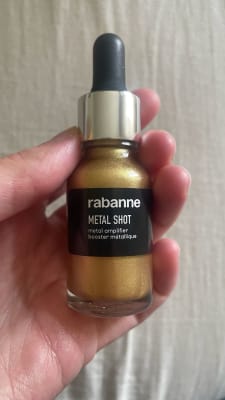 rabanne
METAL SHOT
metal amplifier
booster métallique